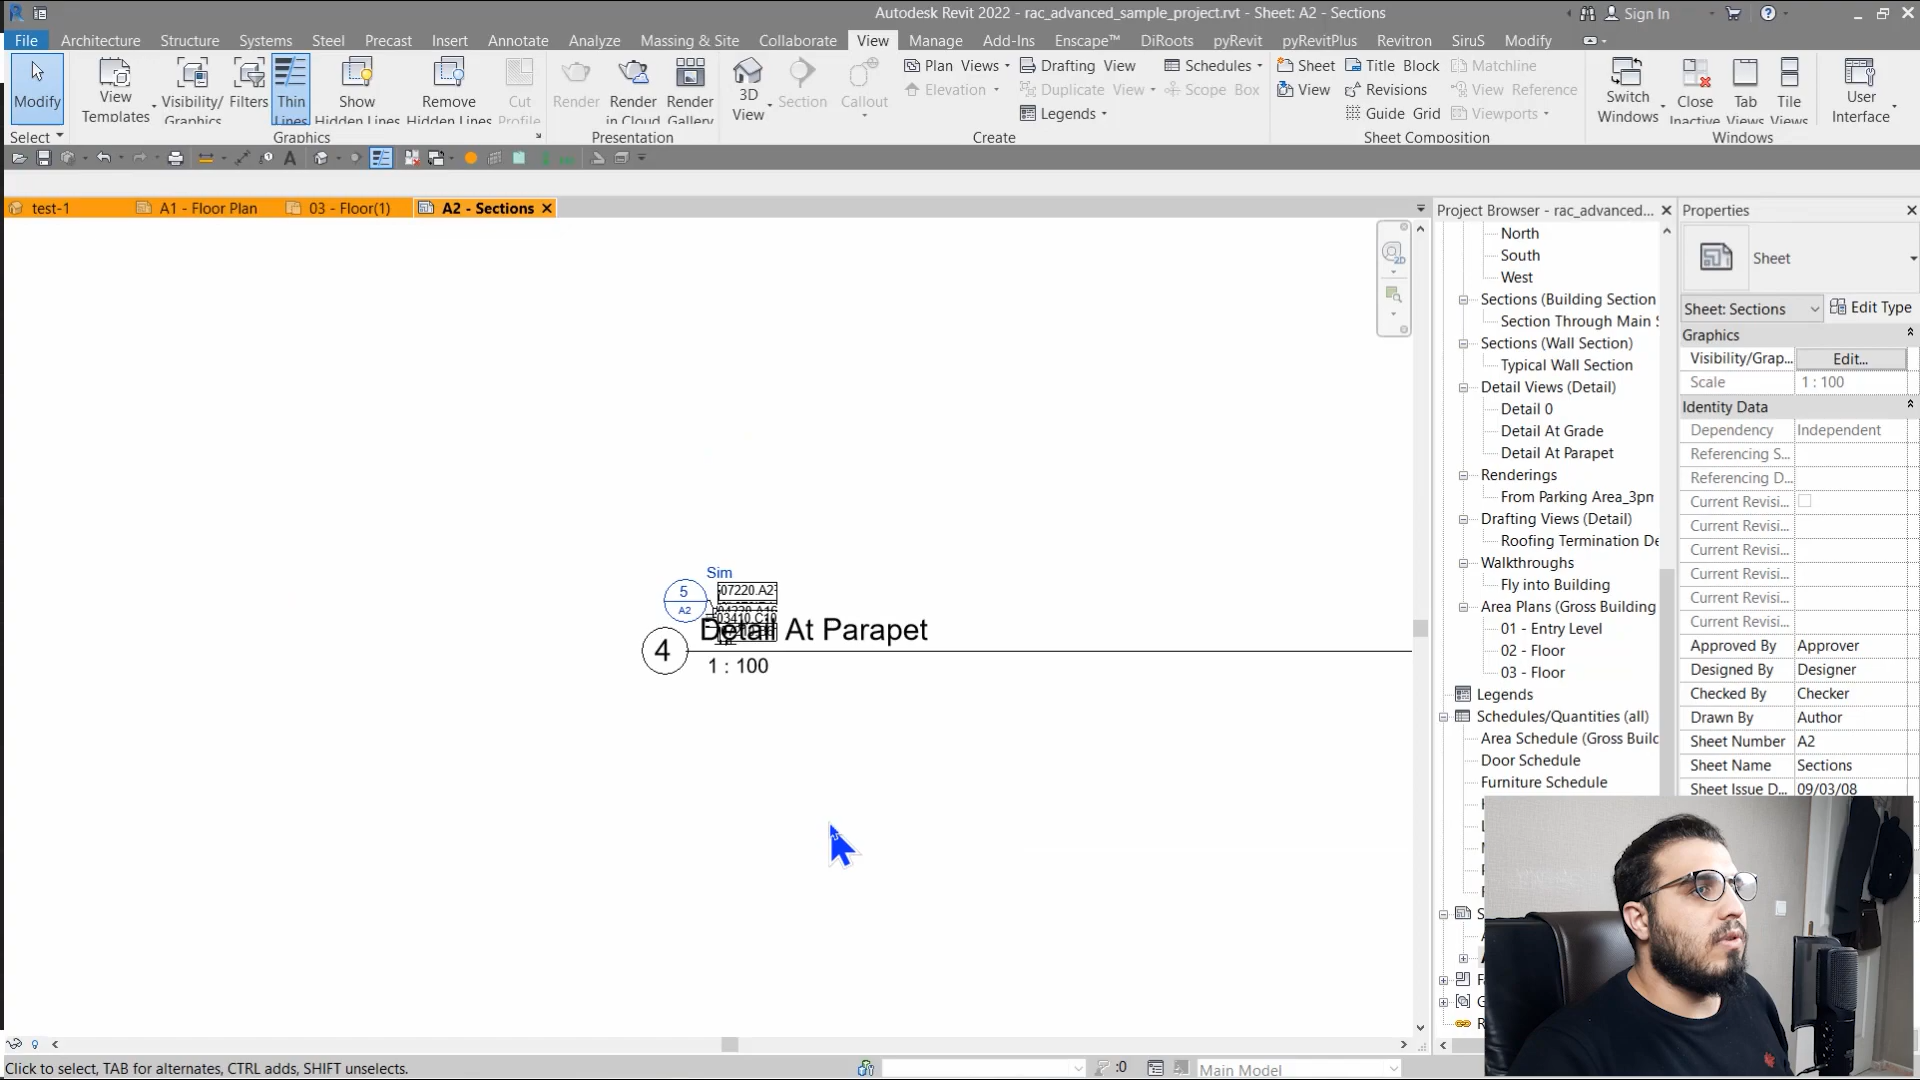 Autodesk Revit 2022 - rac_advanced_sample_project.rvt - Sheet: A2 - Sections
Sign In
File Architecture Structure Systems Steel Precast Insert Annotate Analyze Massing & Site Collaborate View Manage Add-Ins Enscape™ DiRoots pyRevit pyRevitPlus Revitron SiruS Modify
Modify
View Templates
Visibility/ Graphics
Filters
Thin Lines
Show Hidden Lines
Remove Hidden Lines
Cut Profile
Render
Render in Cloud
Render Gallery
3D View
Section
Callout
Plan Views
Elevation
Drafting View
Duplicate View
Legends
Schedules
Scope Box
Sheet
View
Title Block
Revisions
Guide Grid
Matchline
View Reference
Viewports
Switch Windows
Close Inactive
Tab Views
Tile Views
User Interface
Select
Graphics
Presentation
Create
Sheet Composition
Windows
test-1
A1 - Floor Plan
03 - Floor(1)
A2 - Sections
2D
Sim
5
A2
07220.A2
Detail At Parapet
4
1 : 100
Project Browser - rac_advanced...
North
South
West
Sections (Building Section
Section Through Main S
Sections (Wall Section)
Typical Wall Section
Detail Views (Detail)
Detail 0
Detail At Grade
Detail At Parapet
Renderings
From Parking Area_3pm
Drafting Views (Detail)
Roofing Termination De
Walkthroughs
Fly into Building
Area Plans (Gross Building
01 - Entry Level
02 - Floor
03 - Floor
Legends
Schedules/Quantities (all)
Area Schedule (Gross Builc
Door Schedule
Furniture Schedule
Properties
Sheet
Sheet: Sections
Edit Type
Graphics
Visibility/Grap... Edit...
Scale 1 : 100
Identity Data
Dependency Independent
Referencing S...
Referencing D...
Current Revisi...
Current Revisi...
Current Revisi...
Current Revisi...
Current Revisi...
Current Revisi...
Approved By Approver
Designed By Designer
Checked By Checker
Drawn By Author
Sheet Number A2
Sheet Name Sections
Sheet Issue D... 09/03/08
Click to select, TAB for alternates, CTRL adds, SHIFT unselects.
:0
Main Model